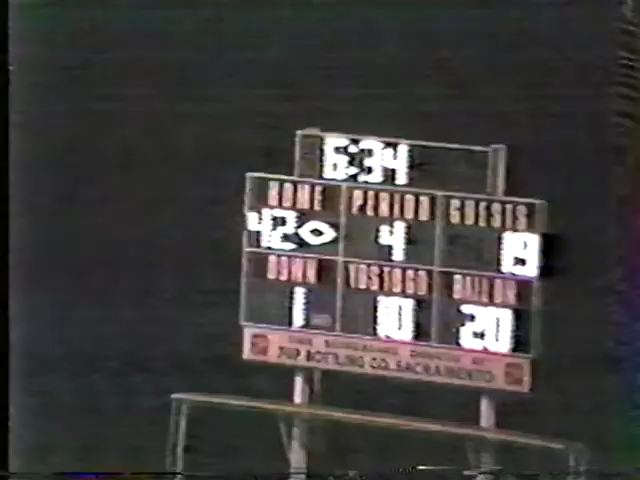 6:34
HOME PERIOD GUESTS
42 4
DOWN YDS TO GO BALL ON
1 10 20
7UP BOTTLING CO. SACRAMENTO